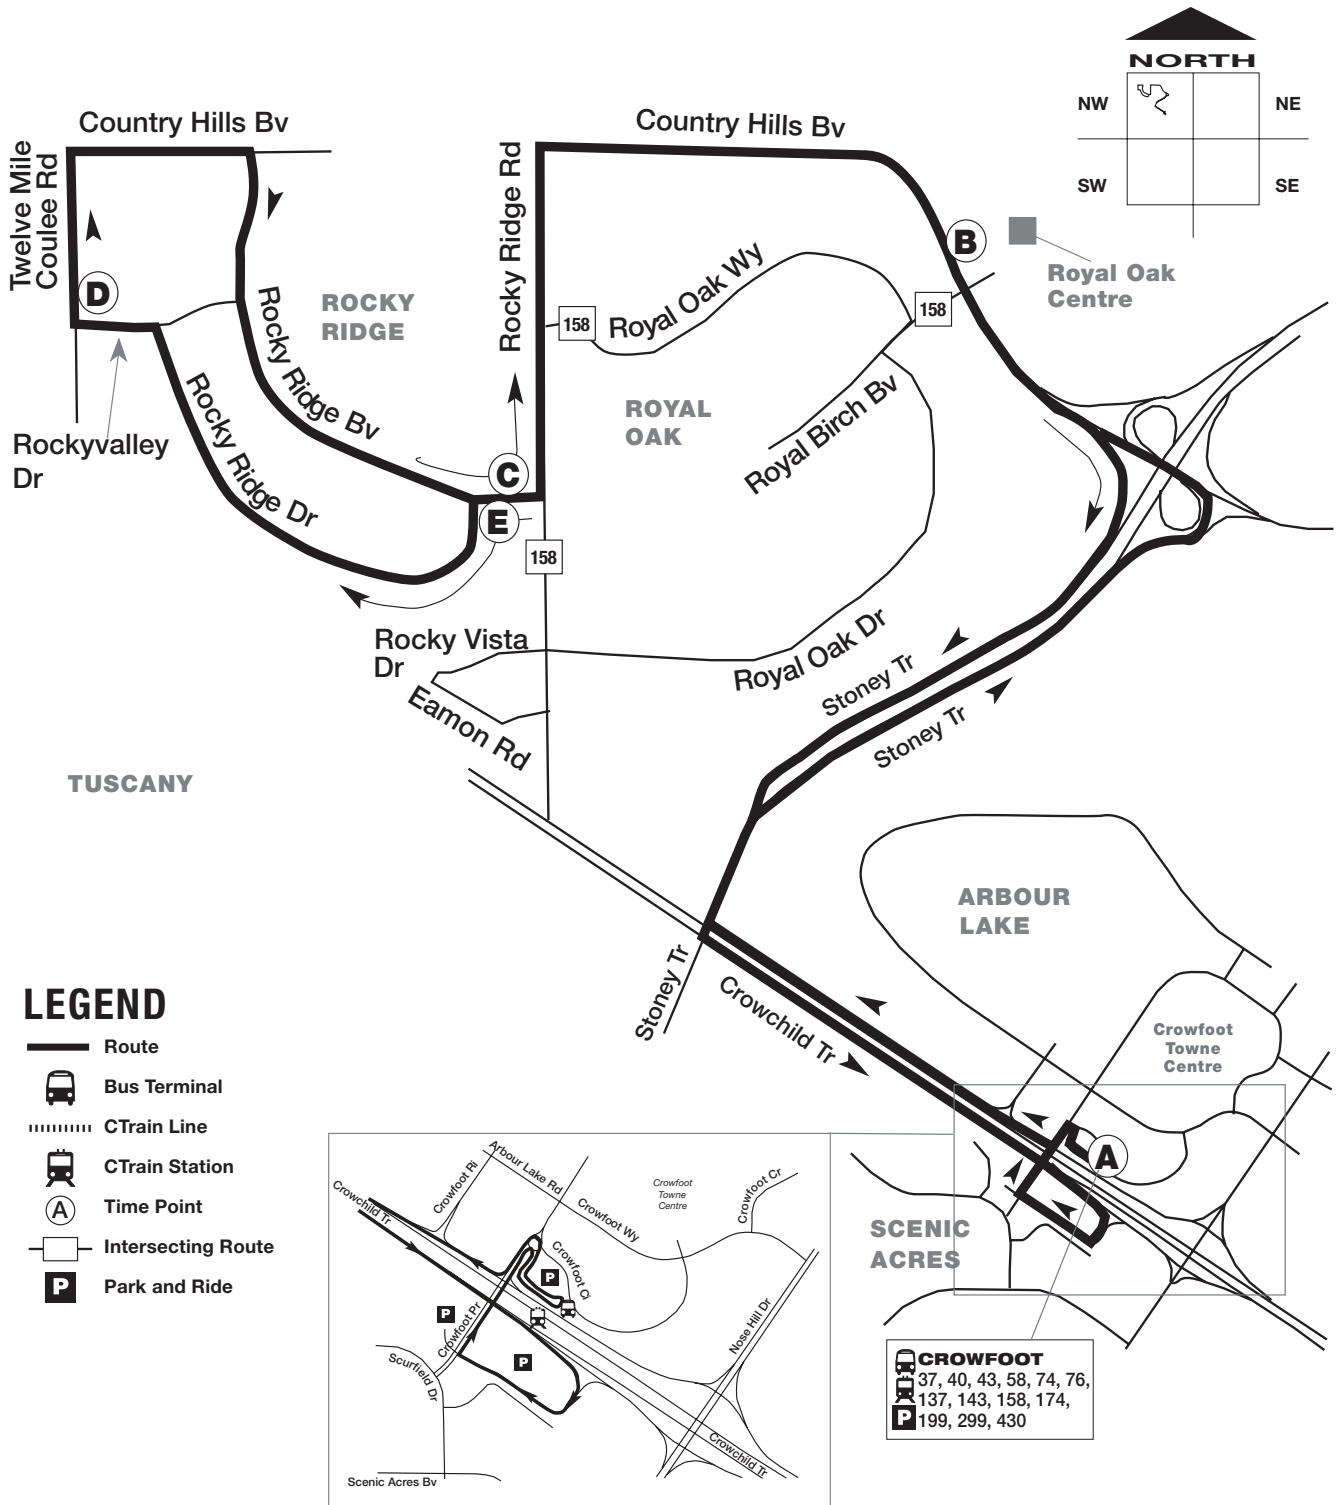 NORTH
NW
NE
SW
SE
Country Hills Bv
Country Hills Bv
Twelve Mile
Coulee Rd
Rocky Ridge Rd
B
Royal Oak
Centre
D
ROCKY
RIDGE
Rocky Ridge Bv
158
Royal Oak Wy
158
ROYAL
OAK
Royal Birch Bv
Rockyvalley
Dr
Rocky Ridge Dr
C
E
158
Rocky Vista
Dr
Royal Oak Dr
Eamon Rd
Stoney Tr
Stoney Tr
TUSCANY
ARBOUR
LAKE
Stoney Tr
Crowchild Tr
Crowfoot
Towne
Centre
A
SCENIC
ACRES
LEGEND
Route
Bus Terminal
CTrain Line
CTrain Station
A
Time Point
Intersecting Route
P
Park and Ride
Crowchild Tr
Crowfoot Ri
Arbour Lake Rd
Crowfoot Wy
Crowfoot
Towne
Centre
Crowfoot Cr
Crowfoot Ci
P
P
Crowfoot Pr
P
Scurfield Dr
Nose Hill Dr
Crowchild Tr
Scenic Acres Bv
CROWFOOT
37, 40, 43, 58, 74, 76,
137, 143, 158, 174,
P 199, 299, 430